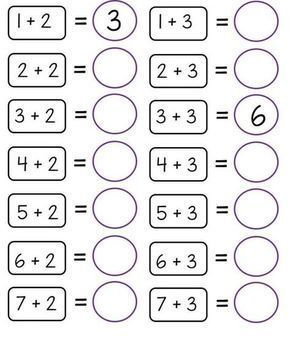 1 + 2 = 3 1 + 3 =
2 + 2 = 2 + 3 =
3 + 2 = 3 + 3 = 6
4 + 2 = 4 + 3 =
5 + 2 = 5 + 3 =
6 + 2 = 6 + 3 =
7 + 2 = 7 + 3 =